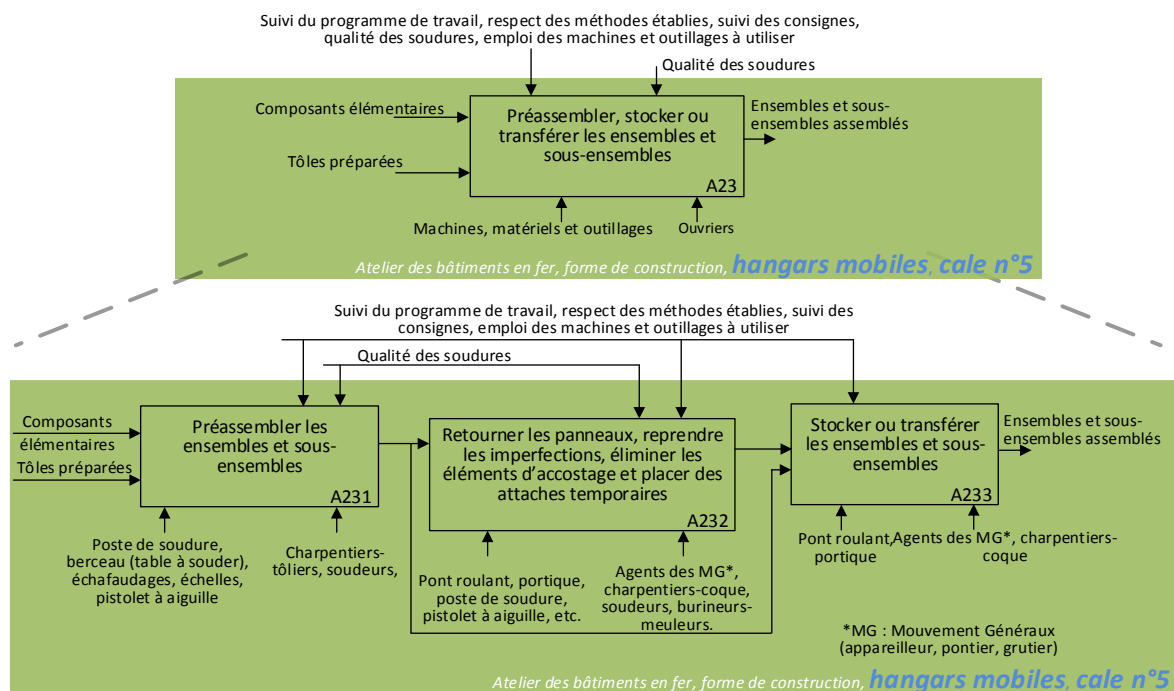 Suivi du programme de travail, respect des méthodes établies, suivi des consignes,
qualité des soudures, emploi des machines et outillages à utiliser
Qualité des soudures
Composants élémentaires
Tôles préparées
Préassembler, stocker ou
transférer les ensembles et
sous-ensembles
A23
Ensembles et sous-
ensembles assemblés
Machines, matériels et outillages
Ouvriers
Atelier des bâtiments en fer, forme de construction, hangars mobiles, cale n°5
Suivi du programme de travail, respect des méthodes établies, suivi des
consignes, emploi des machines et outillages à utiliser
Qualité des soudures
Composants
élémentaires
Tôles préparées
Préassembler les
ensembles et sous-
ensembles
A231
Retourner les panneaux, reprendre
les imperfections, éliminer les
éléments d'accostage et placer des
attaches temporaires
A232
Stocker ou transférer
les ensembles et sous-
ensembles
A233
Ensembles et sous-
ensembles assemblés
Poste de soudure,
berceau (table à souder),
échafaudages, échelles,
pistolet à aiguille
Charpentiers-
tôliers, soudeurs,
Pont roulant, portique,
poste de soudure,
pistolet à aiguille, etc.
Agents des MG*,
charpentiers-coque,
soudeurs, burineurs-
meuleurs.
Pont roulant,
portique
Agents des MG*, charpentiers-
coque
*MG : Mouvement Généraux
(appareilleur, pontier, grutier)
Atelier des bâtiments en fer, forme de construction, hangars mobiles, cale n°5